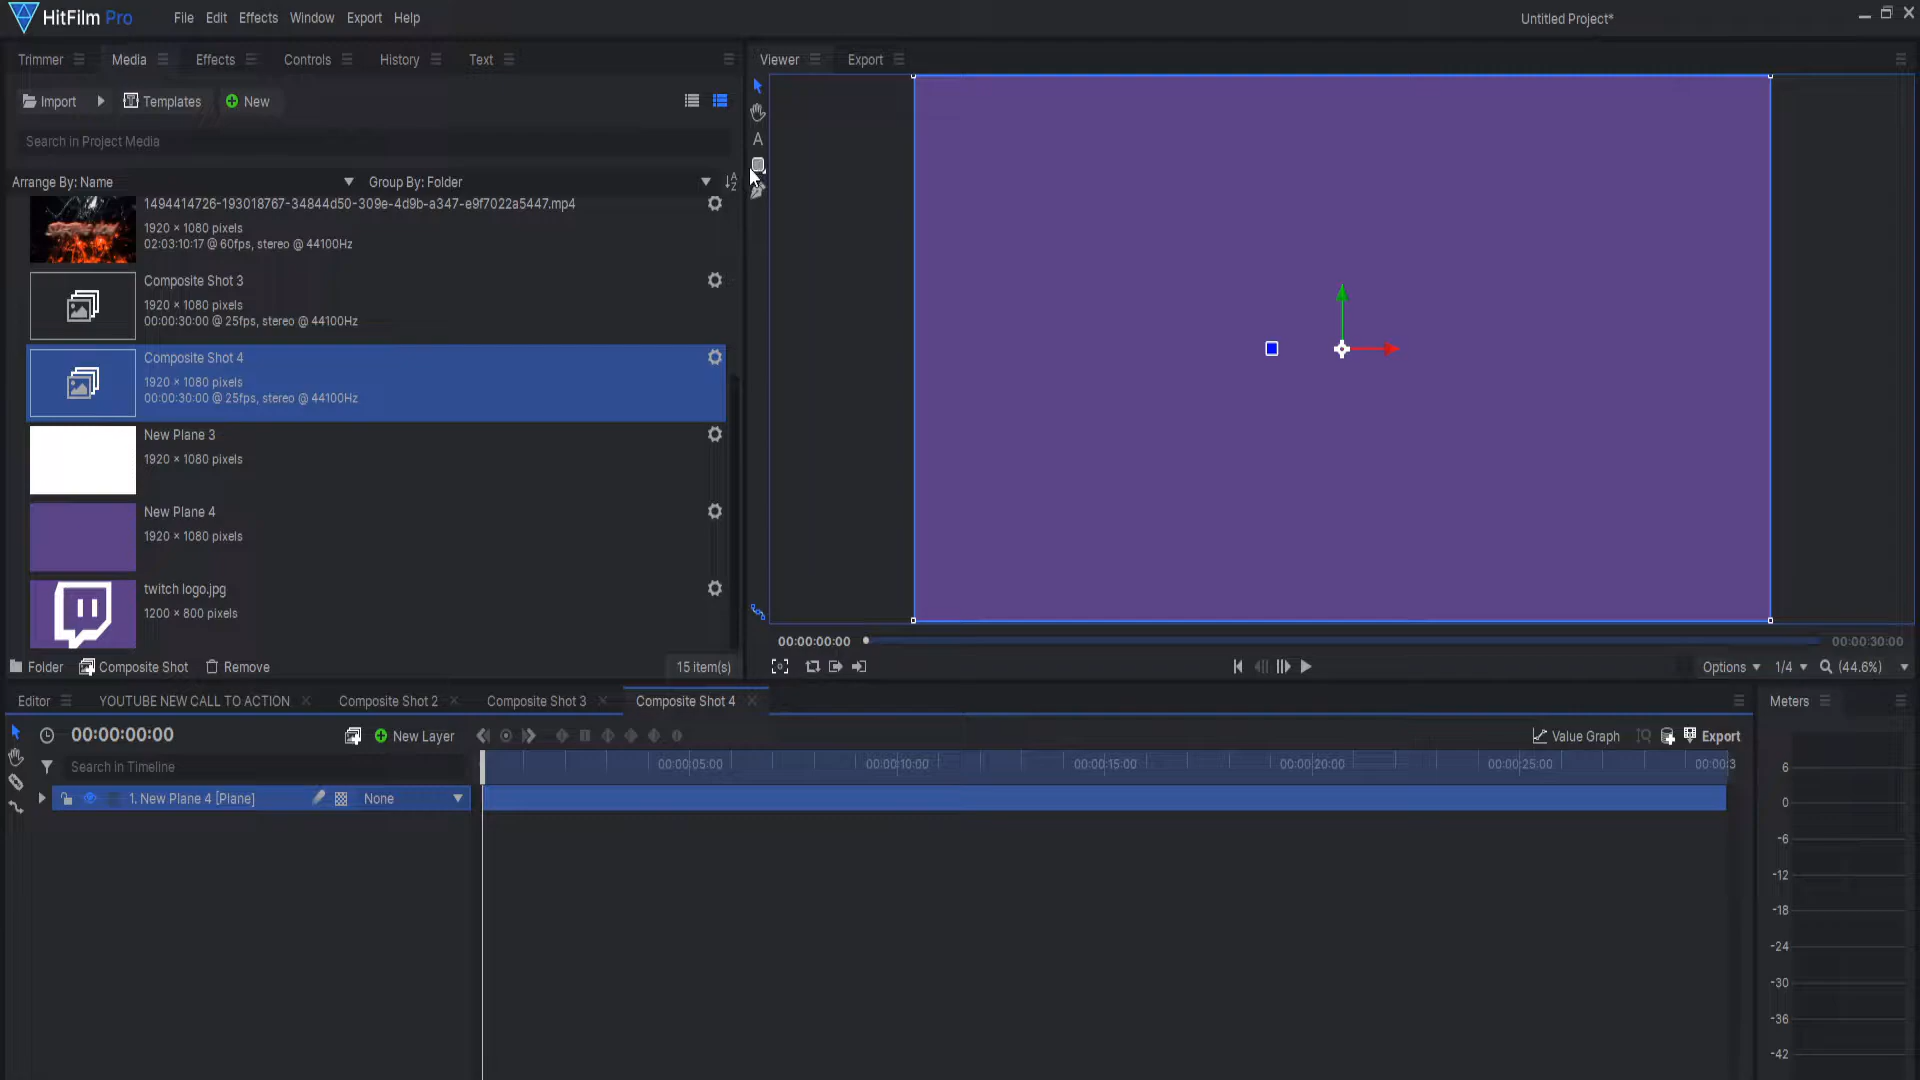 HitFilm Pro
File Edit Effects Window Export Help
Untitled Project*
Trimmer Media Effects Controls History Text
Viewer Export
Import Templates New
Search in Project Media
A
Arrange By: Name Group By: Folder
1494414726-193018767-34844d50-309e-4d9b-a347-e9f7022a5447.mp4
1920 × 1080 pixels
02:03:10:17 @ 60fps, stereo @ 44100Hz
Composite Shot 3
1920 × 1080 pixels
00:00:30:00 @ 25fps, stereo @ 44100Hz
Composite Shot 4
1920 × 1080 pixels
00:00:30:00 @ 25fps, stereo @ 44100Hz
New Plane 3
1920 × 1080 pixels
New Plane 4
1920 × 1080 pixels
twitch logo.jpg
1200 × 800 pixels
Folder Composite Shot Remove 15 item(s)
00:00:00:00 00:00:30:00
Options 1/4 (44.6%)
Editor YOUTUBE NEW CALL TO ACTION Composite Shot 2 Composite Shot 3 Composite Shot 4
Meters
00:00:00:00 New Layer Value Graph Export
Search in Timeline
00:00:05:00 00:00:10:00 00:00:15:00 00:00:20:00 00:00:25:00 00:00:3
1. New Plane 4 [Plane] None
6
0
-6
-12
-18
-24
-30
-36
-42